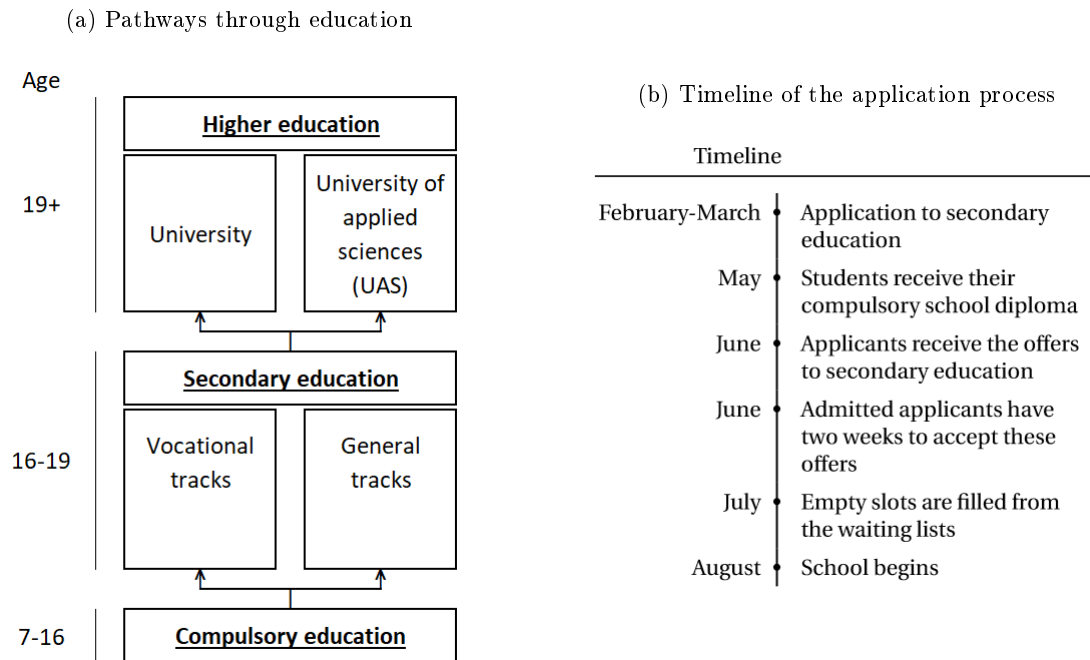 (a) Pathways through education
Age
Higher education
19+
University
University of
applied
sciences
(UAS)
Secondary education
16-19
Vocational
tracks
General
tracks
7-16
Compulsory education
(b) Timeline of the application process
Timeline
February-March
Application to secondary
education
May
Students receive their
compulsory school diploma
June
Applicants receive the offers
to secondary education
June
Admitted applicants have
two weeks to accept these
offers
July
Empty slots are filled from
the waiting lists
August
School begins